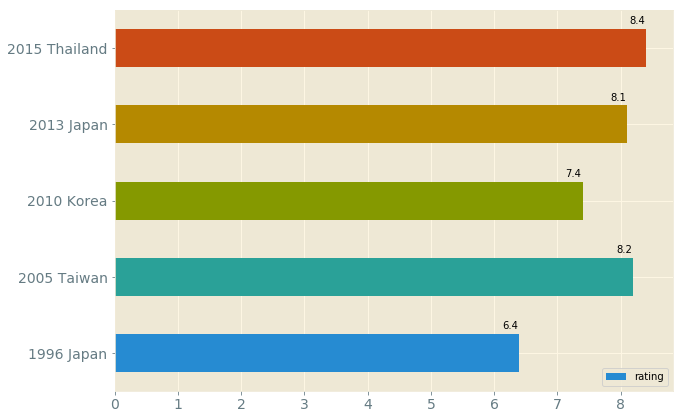 8.4
2015 Thailand
8.1
2013 Japan
7.4
2010 Korea
8.2
2005 Taiwan
6.4
1996 Japan
rating
0 1 2 3 4 5 6 7 8